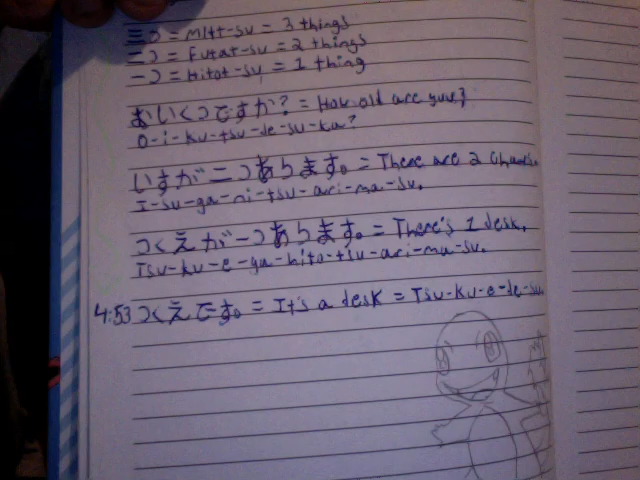 三つ = Mitt-su = 3 things
二つ = Futat-su = 2 things
一つ = Hitot-su = 1 thing
おいくつですか? = How old are you?
O-i-ku-tsu-de-su-ka?
いすが二つあります。 = There are 2 chairs.
I-su-ga-ni-tsu-ari-ma-su.
つくえが一つあります。 = There's 1 desk.
Tsu-ku-e-ga-hito-tsu-ari-ma-su.
4:53 つくえです。 = It's a desk = Tsu-ku-e-de-su.